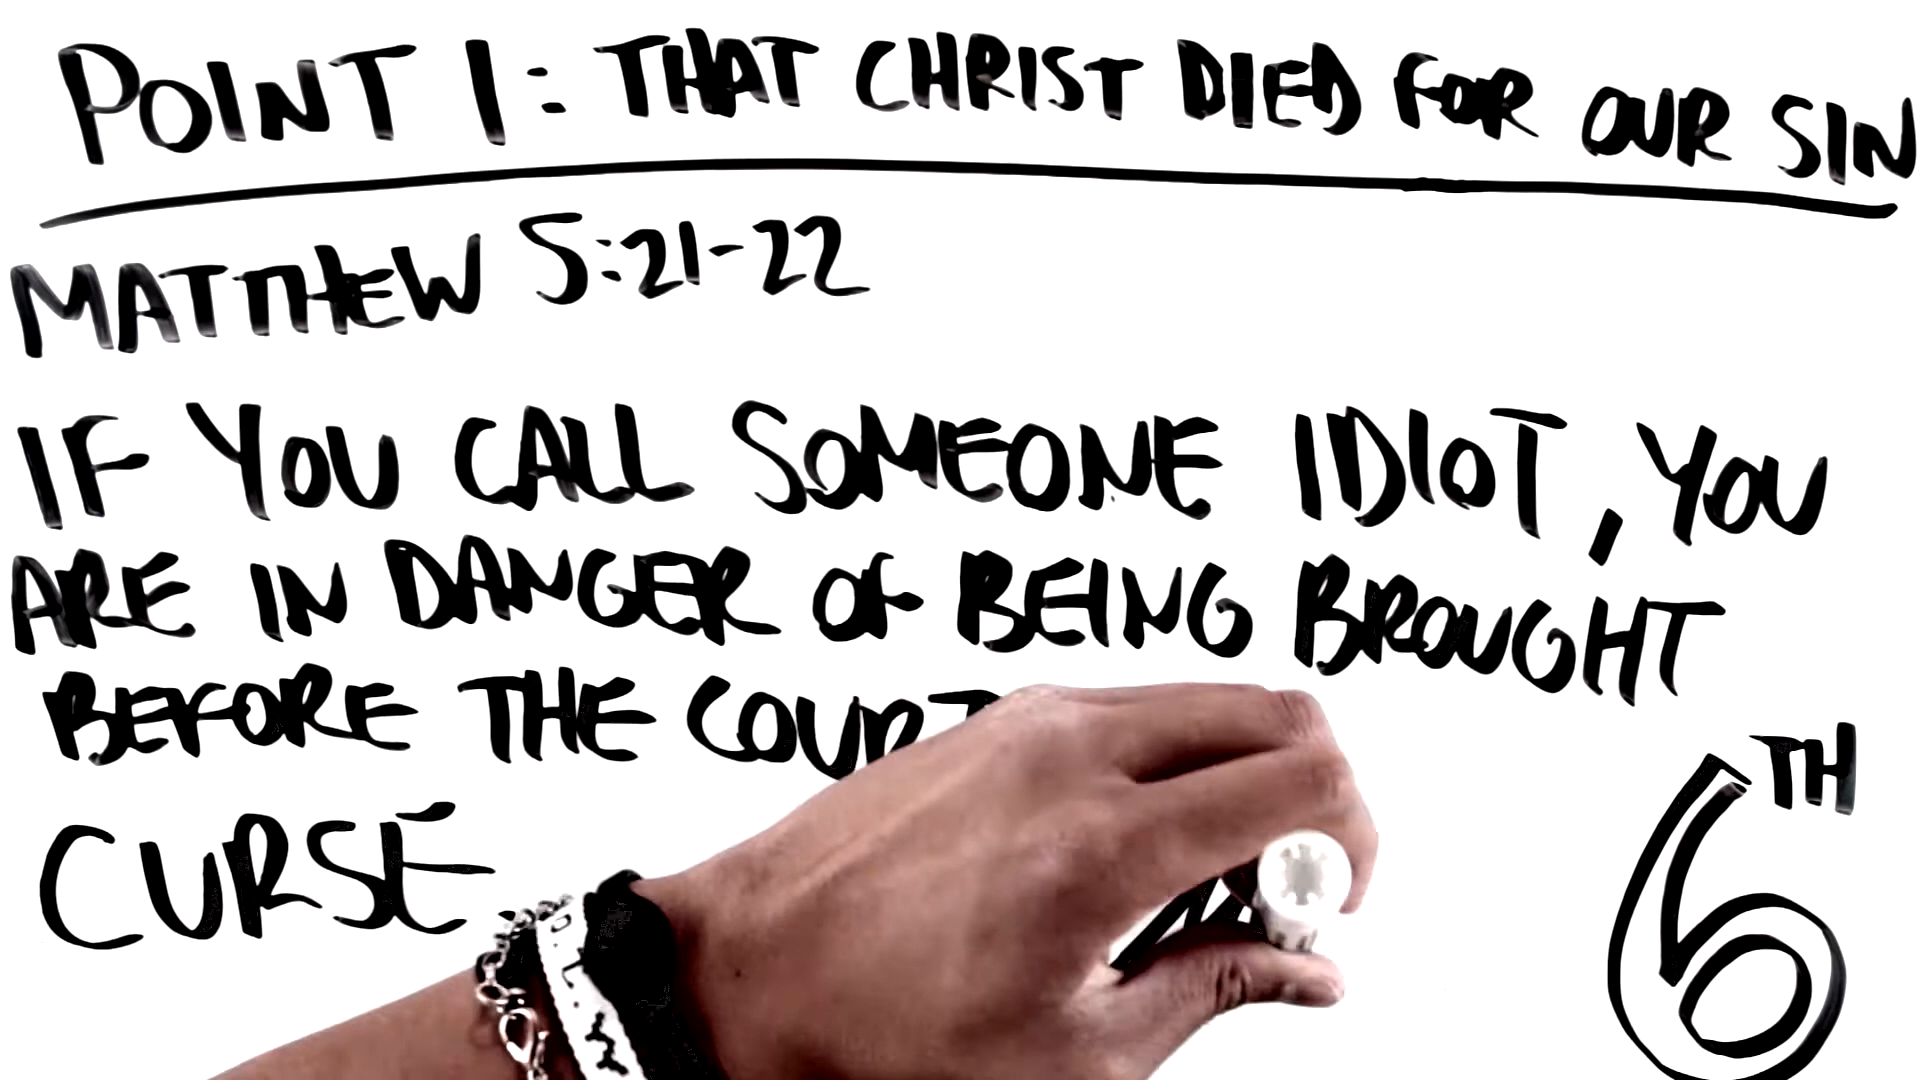 POINT 1: THAT CHRIST DIED FOR OUR SIN
MATTHEW 5:21-22
IF YOU CALL SOMEONE IDIOT, YOU
ARE IN DANGER OF BEING BROUGHT
BEFORE THE COURT
CURSE
6TH